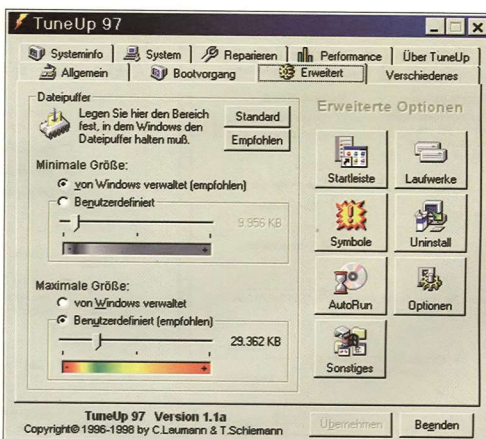 TuneUp 97
Systeminfo
System
Reparieren
Performance
Über TuneUp
Allgemein
Bootvorgang
Erweitert
Verschiedenes
Dateipuffer
Legen Sie hier den Bereich
fest, in dem Windows den
Dateipuffer halten muß.
Standard
Empfohlen
Minimale Größe:
von Windows verwaltet (empfohlen)
Benutzerdefiniert
9.956 KB
- +
Maximale Größe:
von Windows verwaltet
Benutzerdefiniert (empfohlen)
29.362 KB
- +
Erweiterte Optionen
Startleiste
Laufwerke
Symbole
Uninstall
AutoRun
Optionen
Sonstiges
TuneUp 97 Version 1.1a
Copyright© 1996-1998 by C.Laumann & T.Schiemann
Übernehmen
Beenden